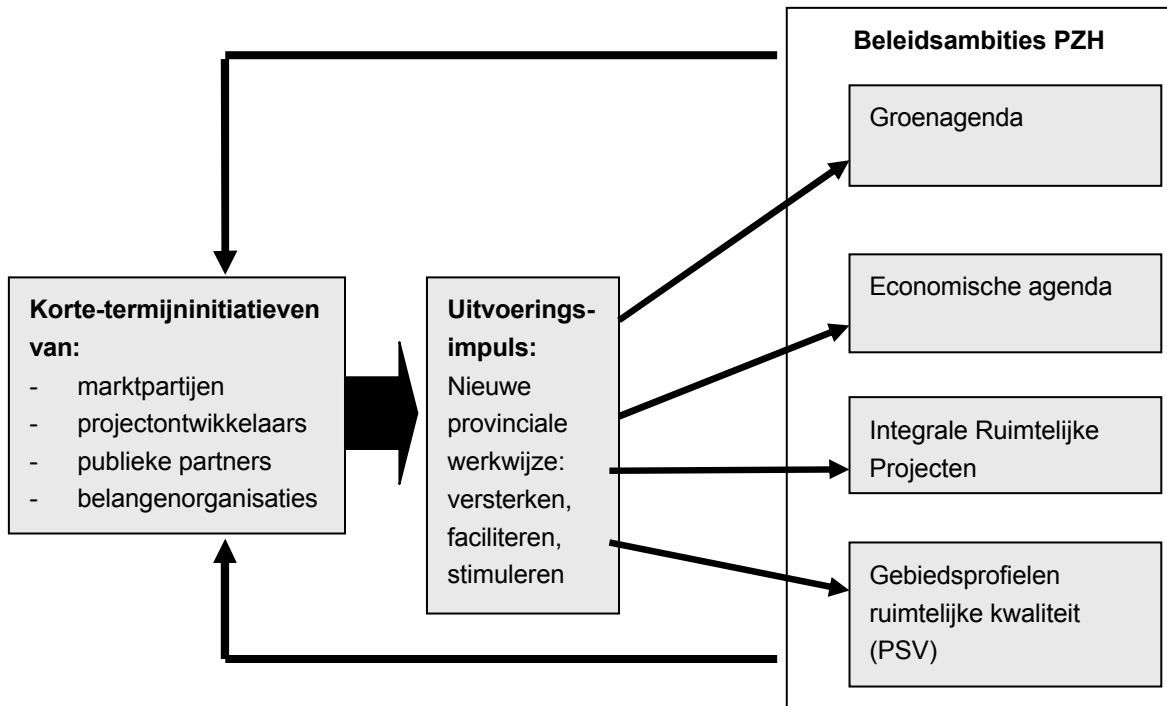 Korte-termijninitiatieven
van:
- marktpartijen
- projectontwikkelaars
- publieke partners
- belangenorganisaties
Uitvoerings-
impuls:
Nieuwe
provinciale
werkwijze:
versterken,
faciliteren,
stimuleren
Beleidsambities PZH
Groenagenda
Economische agenda
Integrale Ruimtelijke
Projecten
Gebiedsprofielen
ruimtelijke kwaliteit
(PSV)